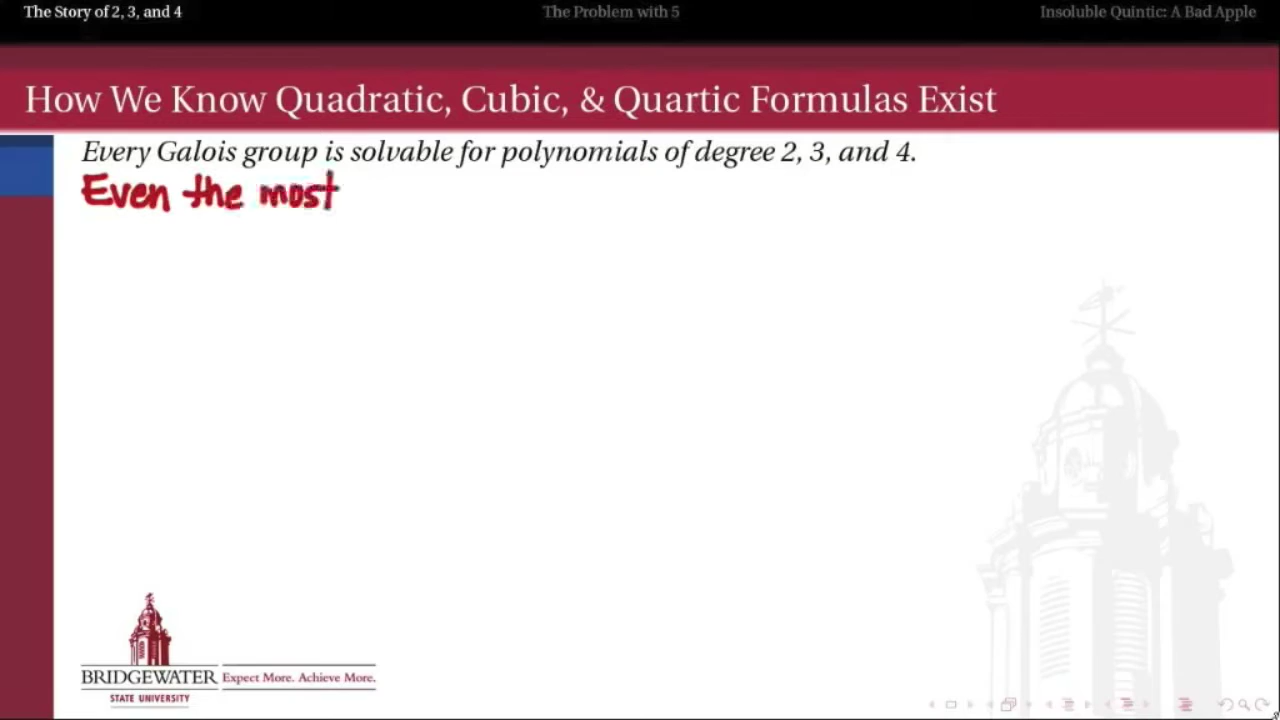 The Story of 2, 3, and 4 The Problem with 5 Insoluble Quintic: A Bad Apple
How We Know Quadratic, Cubic, & Quartic Formulas Exist
Every Galois group is solvable for polynomials of degree 2, 3, and 4.
Even the most
BRIDGEWATER Expect More. Achieve More.
STATE UNIVERSITY